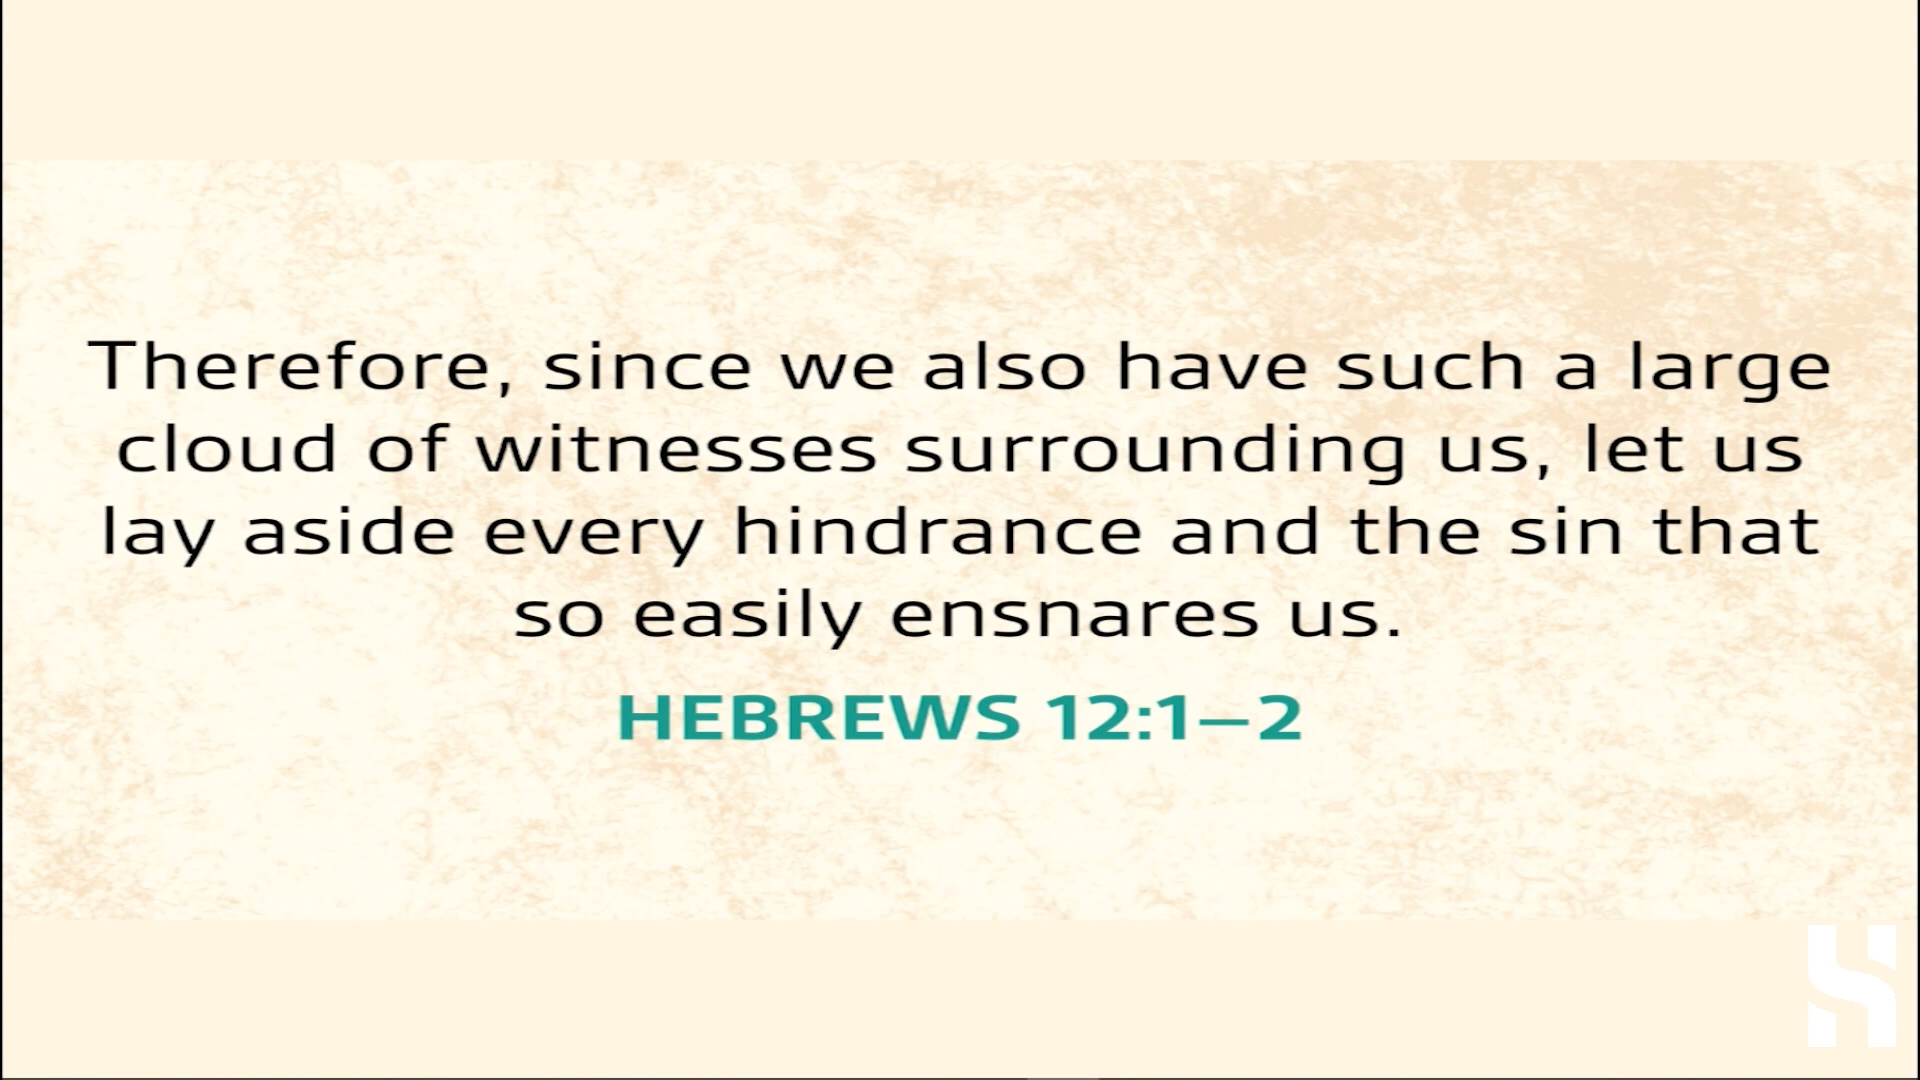 Therefore, since we also have such a large
cloud of witnesses surrounding us, let us
lay aside every hindrance and the sin that
so easily ensnares us.
HEBREWS 12:1–2